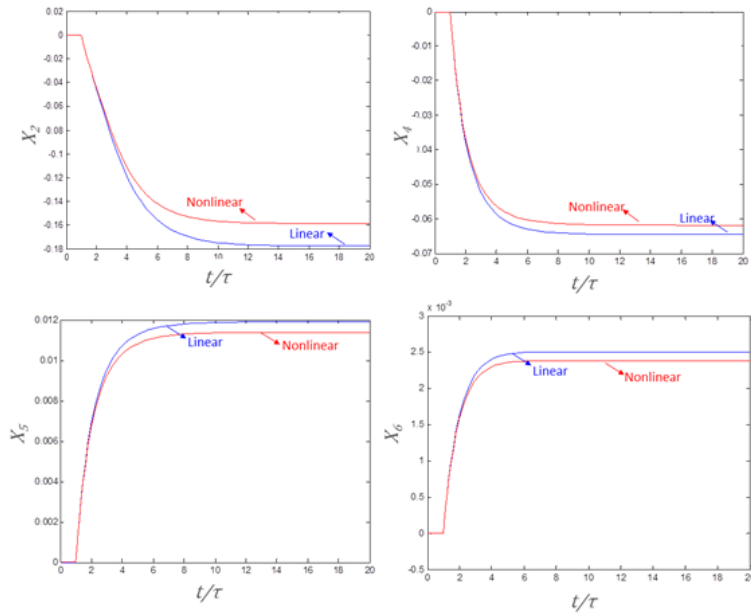 0.02
0
-0.02
-0.04
-0.06
-0.08
-0.1
-0.12
-0.14
-0.16
-0.18
X2
Nonlinear
Linear
0 2 4 6 8 10 12 14 16 18 20
t/τ
0
-0.01
-0.02
-0.03
-0.04
-0.05
-0.06
-0.07
X4
Nonlinear
Linear
0 2 4 6 8 10 12 14 16 18 20
t/τ
0.012
0.01
0.008
0.006
0.004
0.002
0
X5
Linear
Nonlinear
0 2 4 6 8 10 12 14 16 18 20
t/τ
x 10⁻³
3
2.5
2
1.5
1
0.5
0
-0.5
X6
Linear
Nonlinear
0 2 4 6 8 10 12 14 16 18 20
t/τ